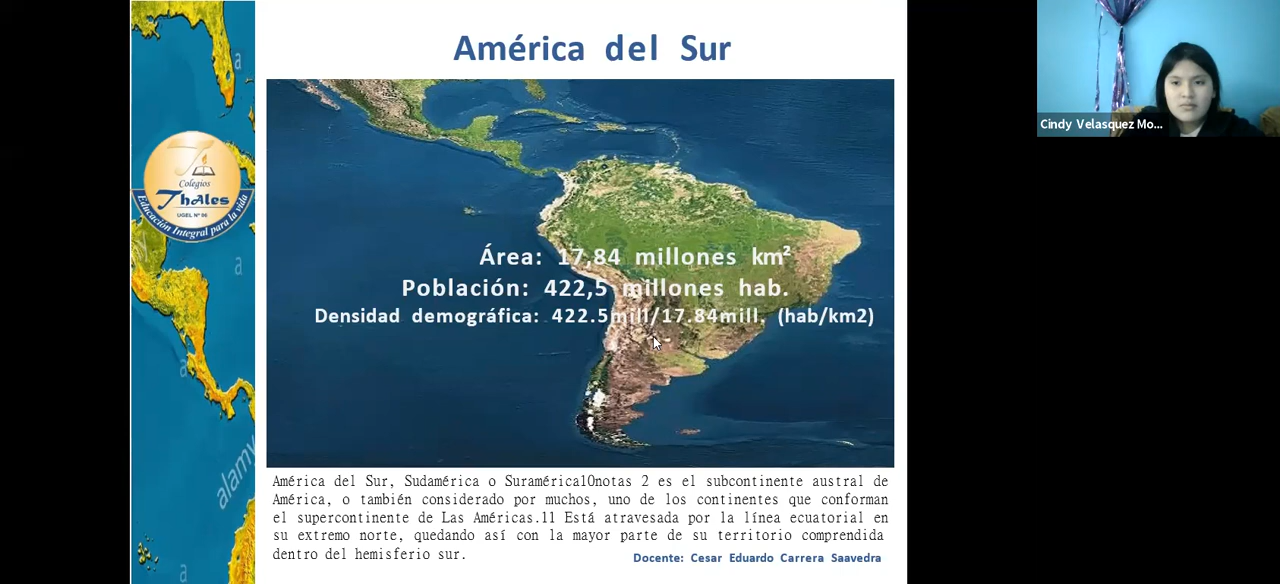 América del Sur
a
Colegios
Thales
UGEL Nº 06
Educación Integral para la vida
a
a
alamy
a
Área: 17,84 millones km²
Población: 422,5 millones hab.
Densidad demográfica: 422.5mill/17.84mill. (hab/km2)
América del Sur, Sudamérica o Suramérica10notas 2 es el subcontinente austral de
América, o también considerado por muchos, uno de los continentes que conforman
el supercontinente de Las Américas.11 Está atravesada por la línea ecuatorial en
su extremo norte, quedando así con la mayor parte de su territorio comprendida
dentro del hemisferio sur.
Docente: Cesar Eduardo Carrera Saavedra
Cindy Velasquez Mo...